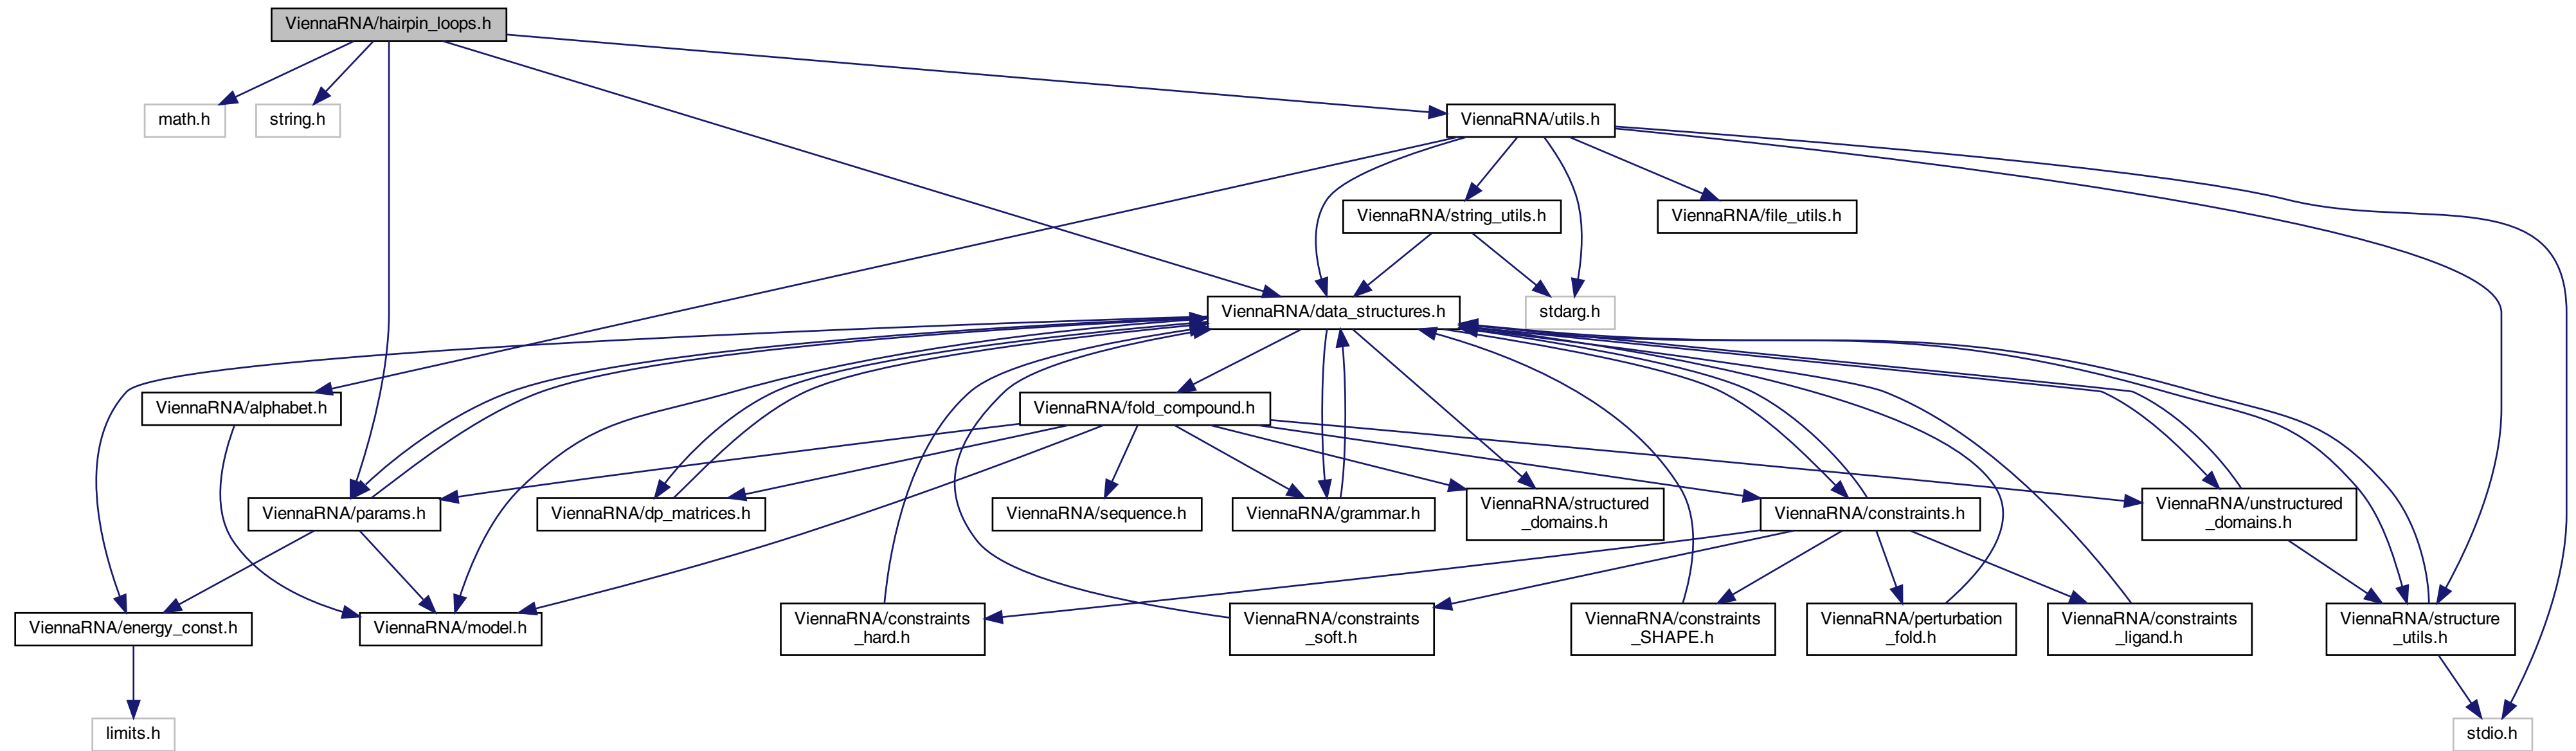 ViennaRNA/hairpin_loops.h
math.h
string.h
ViennaRNA/utils.h
ViennaRNA/string_utils.h
ViennaRNA/file_utils.h
ViennaRNA/data_structures.h
stdarg.h
ViennaRNA/alphabet.h
ViennaRNA/fold_compound.h
ViennaRNA/params.h
ViennaRNA/dp_matrices.h
ViennaRNA/sequence.h
ViennaRNA/grammar.h
ViennaRNA/structured
_domains.h
ViennaRNA/constraints.h
ViennaRNA/unstructured
_domains.h
ViennaRNA/energy_const.h
ViennaRNA/model.h
ViennaRNA/constraints
_hard.h
ViennaRNA/constraints
_soft.h
ViennaRNA/constraints
_SHAPE.h
ViennaRNA/perturbation
_fold.h
ViennaRNA/constraints
_ligand.h
ViennaRNA/structure
_utils.h
limits.h
stdio.h